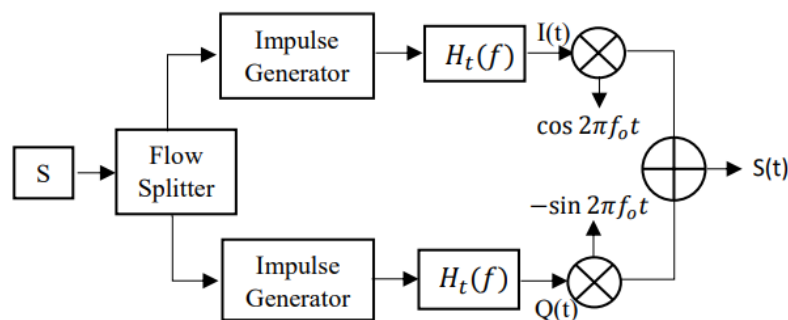 Impulse
Generator
H_t(f)
I(t)
cos 2πf_o t
S
Flow
Splitter
S(t)
−sin 2πf_o t
Impulse
Generator
H_t(f)
Q(t)